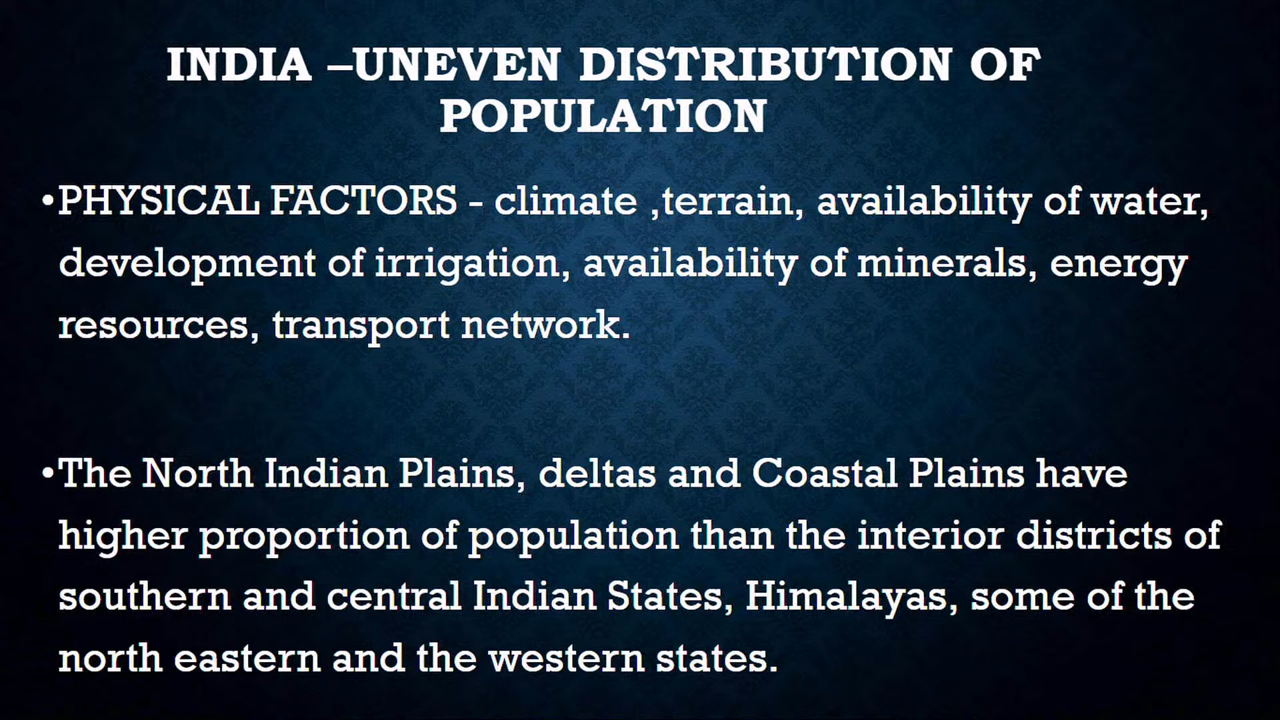 INDIA –UNEVEN DISTRIBUTION OF
POPULATION
•PHYSICAL FACTORS - climate ,terrain, availability of water,
development of irrigation, availability of minerals, energy
resources, transport network.
•The North Indian Plains, deltas and Coastal Plains have
higher proportion of population than the interior districts of
southern and central Indian States, Himalayas, some of the
north eastern and the western states.